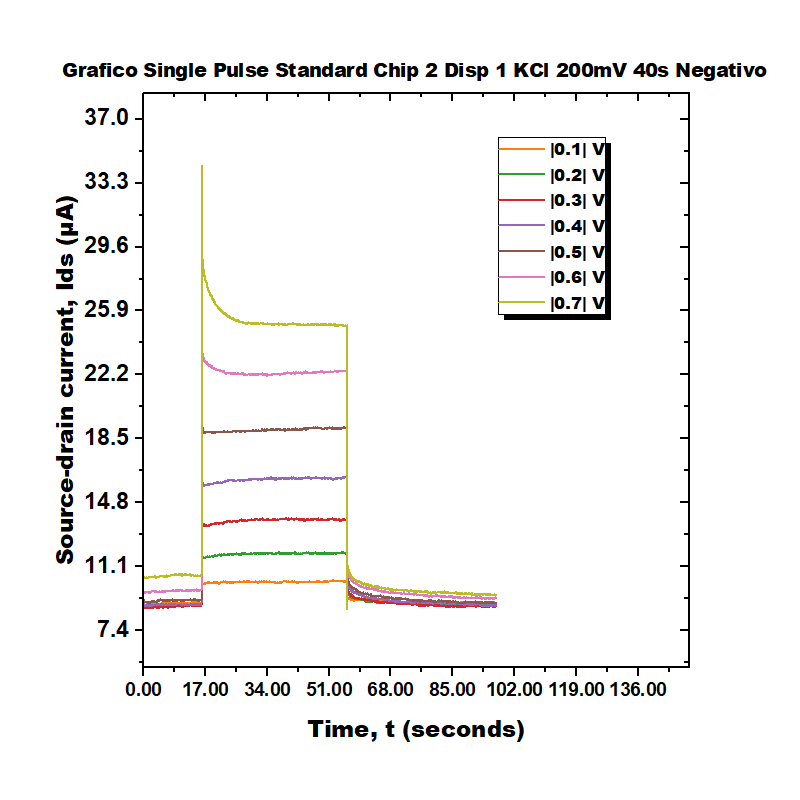 Grafico Single Pulse Standard Chip 2 Disp 1 KCl 200mV 40s Negativo
37.0
33.3
29.6
25.9
22.2
18.5
14.8
11.1
7.4
Source-drain current, Ids (µA)
|0.1| V
|0.2| V
|0.3| V
|0.4| V
|0.5| V
|0.6| V
|0.7| V
0.00 17.00 34.00 51.00 68.00 85.00 102.00 119.00 136.00
Time, t (seconds)